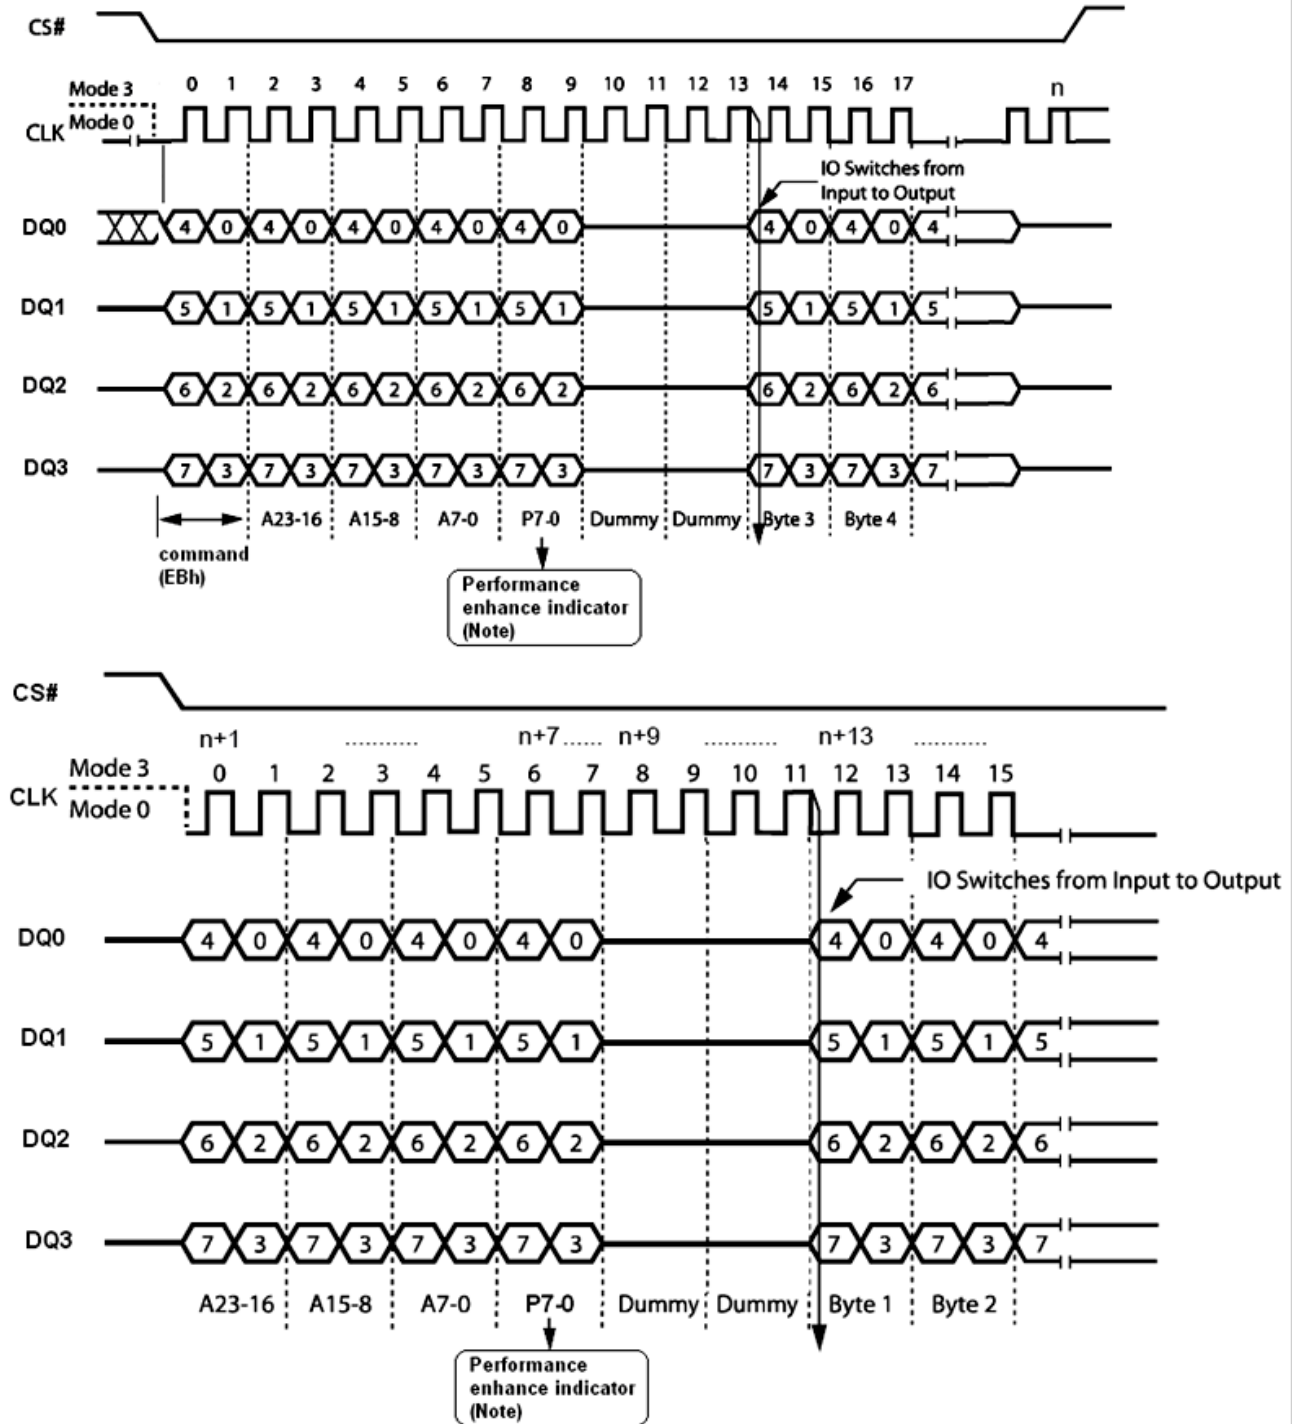 CS#
0 1 2 3 4 5 6 7 8 9 10 11 12 13 14 15 16 17 n
Mode 3
Mode 0
CLK
IO Switches from
Input to Output
DQ0 4 0 4 0 4 0 4 0 4 0 4 0 4 0 4
DQ1 5 1 5 1 5 1 5 1 5 1 5 1 5 1 5
DQ2 6 2 6 2 6 2 6 2 6 2 6 2 6 2 6
DQ3 7 3 7 3 7 3 7 3 7 3 7 3 7 3 7
A23-16 A15-8 A7-0 P7-0 Dummy Dummy Byte 3 Byte 4
command
(EBh)
Performance
enhance indicator
(Note)
CS#
n+1 ............ n+7 ...... n+9 ............ n+13 ............
Mode 3 0 1 2 3 4 5 6 7 8 9 10 11 12 13 14 15
CLK
Mode 0
IO Switches from Input to Output
DQ0 4 0 4 0 4 0 4 0 4 0 4 0 4
DQ1 5 1 5 1 5 1 5 1 5 1 5 1 5
DQ2 6 2 6 2 6 2 6 2 6 2 6 2 6
DQ3 7 3 7 3 7 3 7 3 7 3 7 3 7
A23-16 A15-8 A7-0 P7-0 Dummy Dummy Byte 1 Byte 2
Performance
enhance indicator
(Note)